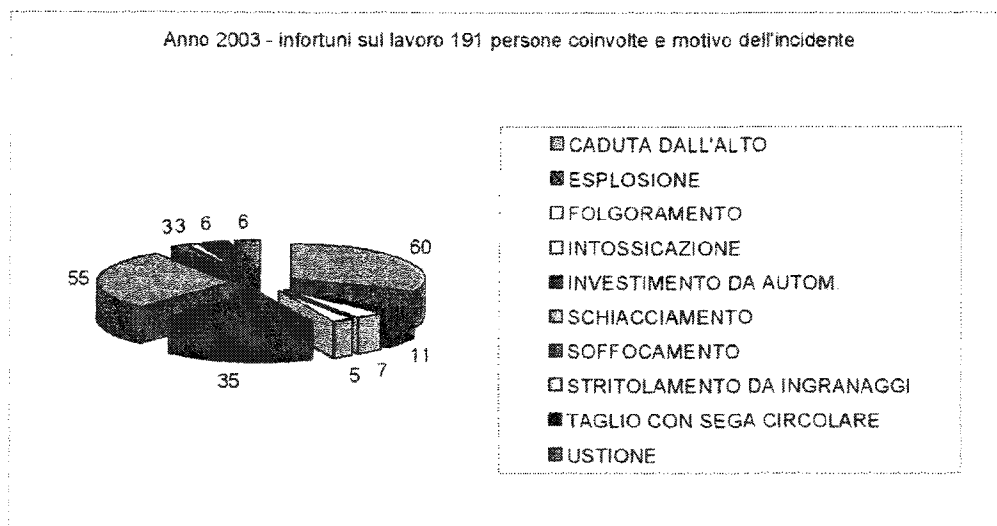 Anno 2003 - infortuni sul lavoro 191 persone coinvolte e motivo dell'incidente
CADUTA DALL'ALTO
ESPLOSIONE
FOLGORAMENTO
INTOSSICAZIONE
INVESTIMENTO DA AUTOM.
SCHIACCIAMENTO
SOFFOCAMENTO
STRITOLAMENTO DA INGRANAGGI
TAGLIO CON SEGA CIRCOLARE
USTIONE
33 6 6
60
55
11
7
5
35